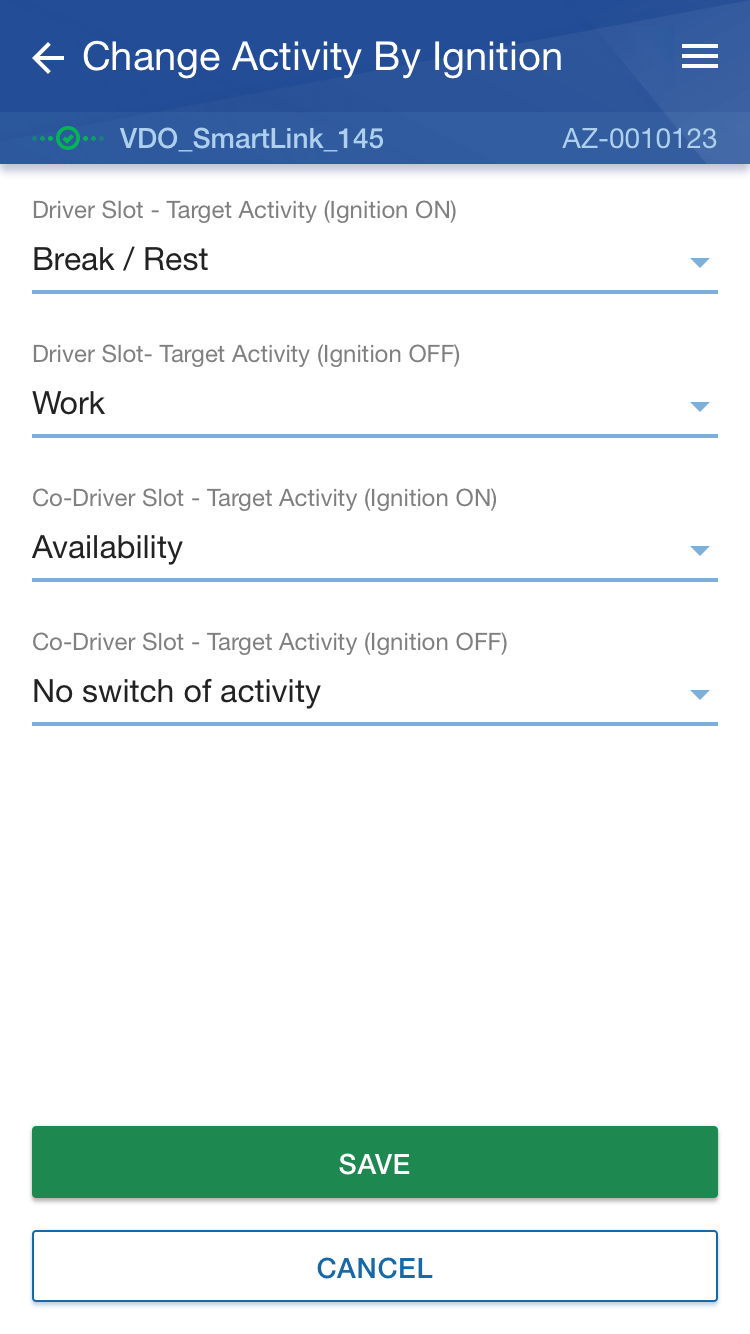 Change Activity By Ignition
VDO_SmartLink_145 AZ-0010123
Driver Slot - Target Activity (Ignition ON)
Break / Rest
Driver Slot- Target Activity (Ignition OFF)
Work
Co-Driver Slot - Target Activity (Ignition ON)
Availability
Co-Driver Slot - Target Activity (Ignition OFF)
No switch of activity
SAVE
CANCEL